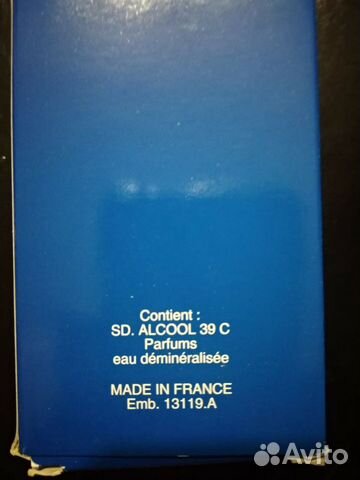 Contient :
SD. ALCOOL 39 C
Parfums
eau déminéralisée
MADE IN FRANCE
Emb. 13119.A
Avito